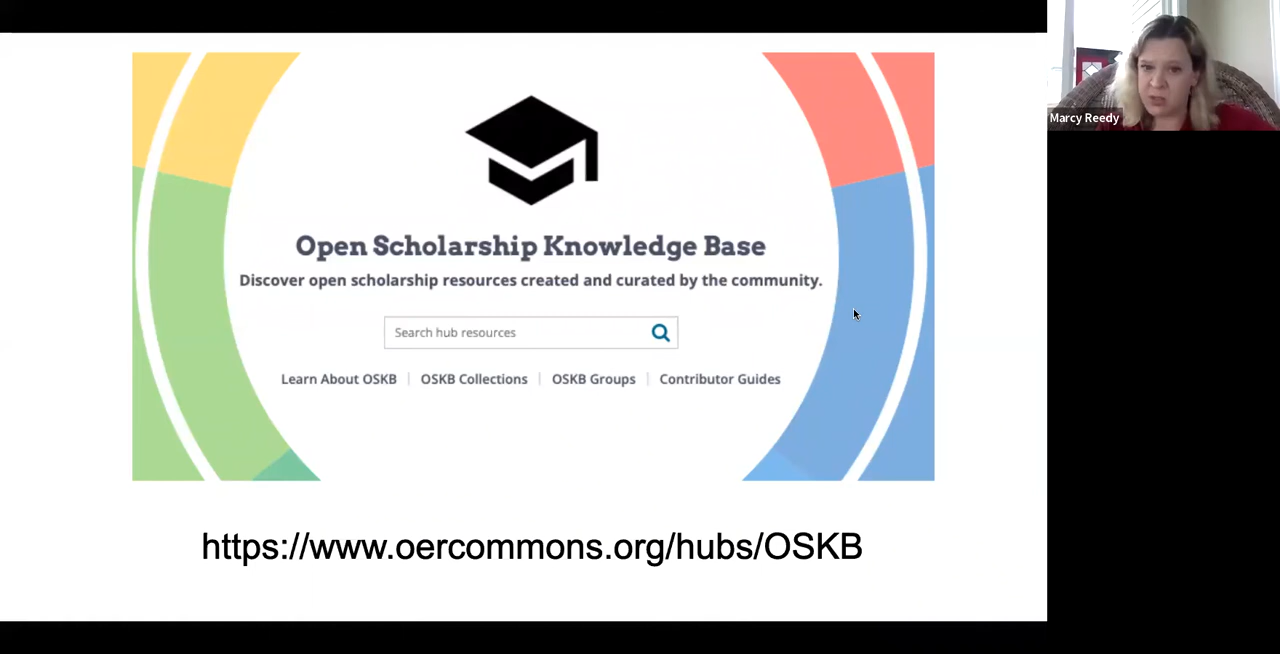 Open Scholarship Knowledge Base
Discover open scholarship resources created and curated by the community.
Search hub resources
Learn About OSKB | OSKB Collections | OSKB Groups | Contributor Guides
https://www.oercommons.org/hubs/OSKB
Marcy Reedy